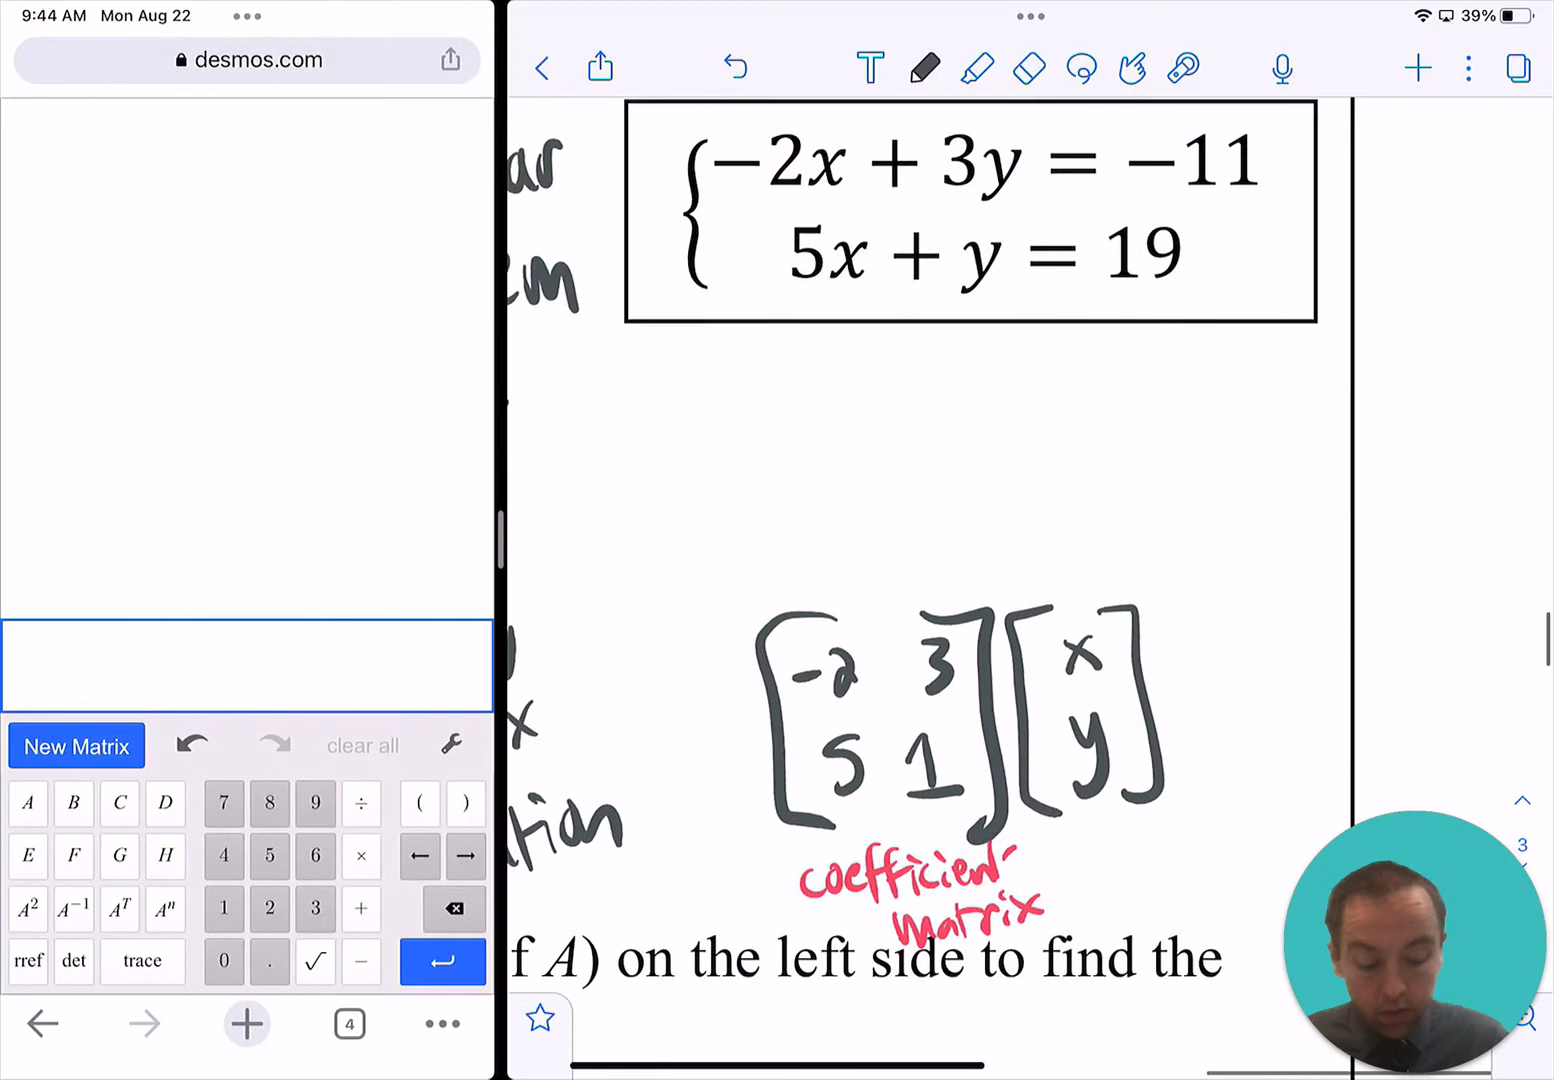 9:44 AM Mon Aug 22
39%
desmos.com
−2x + 3y = −11
5x + y = 19
-2 3 x
5 1 y
coefficient
matrix
f A) on the left side to find the
New Matrix
clear all
A B C D 7 8 9 ÷ ( )
E F G H 4 5 6 × ← →
A² A⁻¹ Aᵀ Aⁿ 1 2 3 +
rref det trace 0 . √ −
4
3